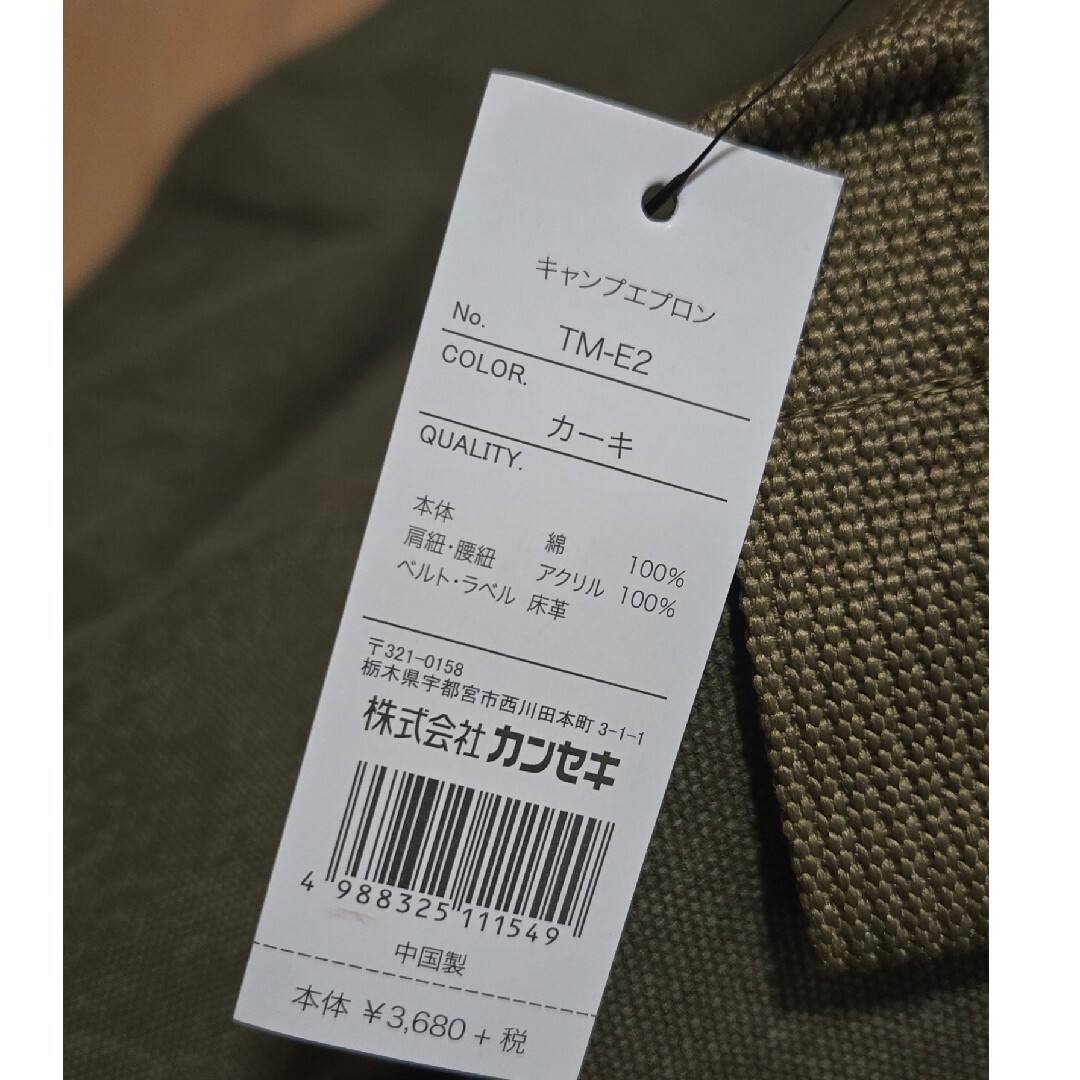 キャンプエプロン
No. TM-E2
COLOR.
カーキ
QUALITY.
本体 綿 100%
肩紐・腰紐 アクリル 100%
ベルト・ラベル 床革
〒321-0158
栃木県宇都宮市西川田本町 3-1-1
株式会社カンセキ
4 988325 111549
中国製
本体 ¥3,680 + 税